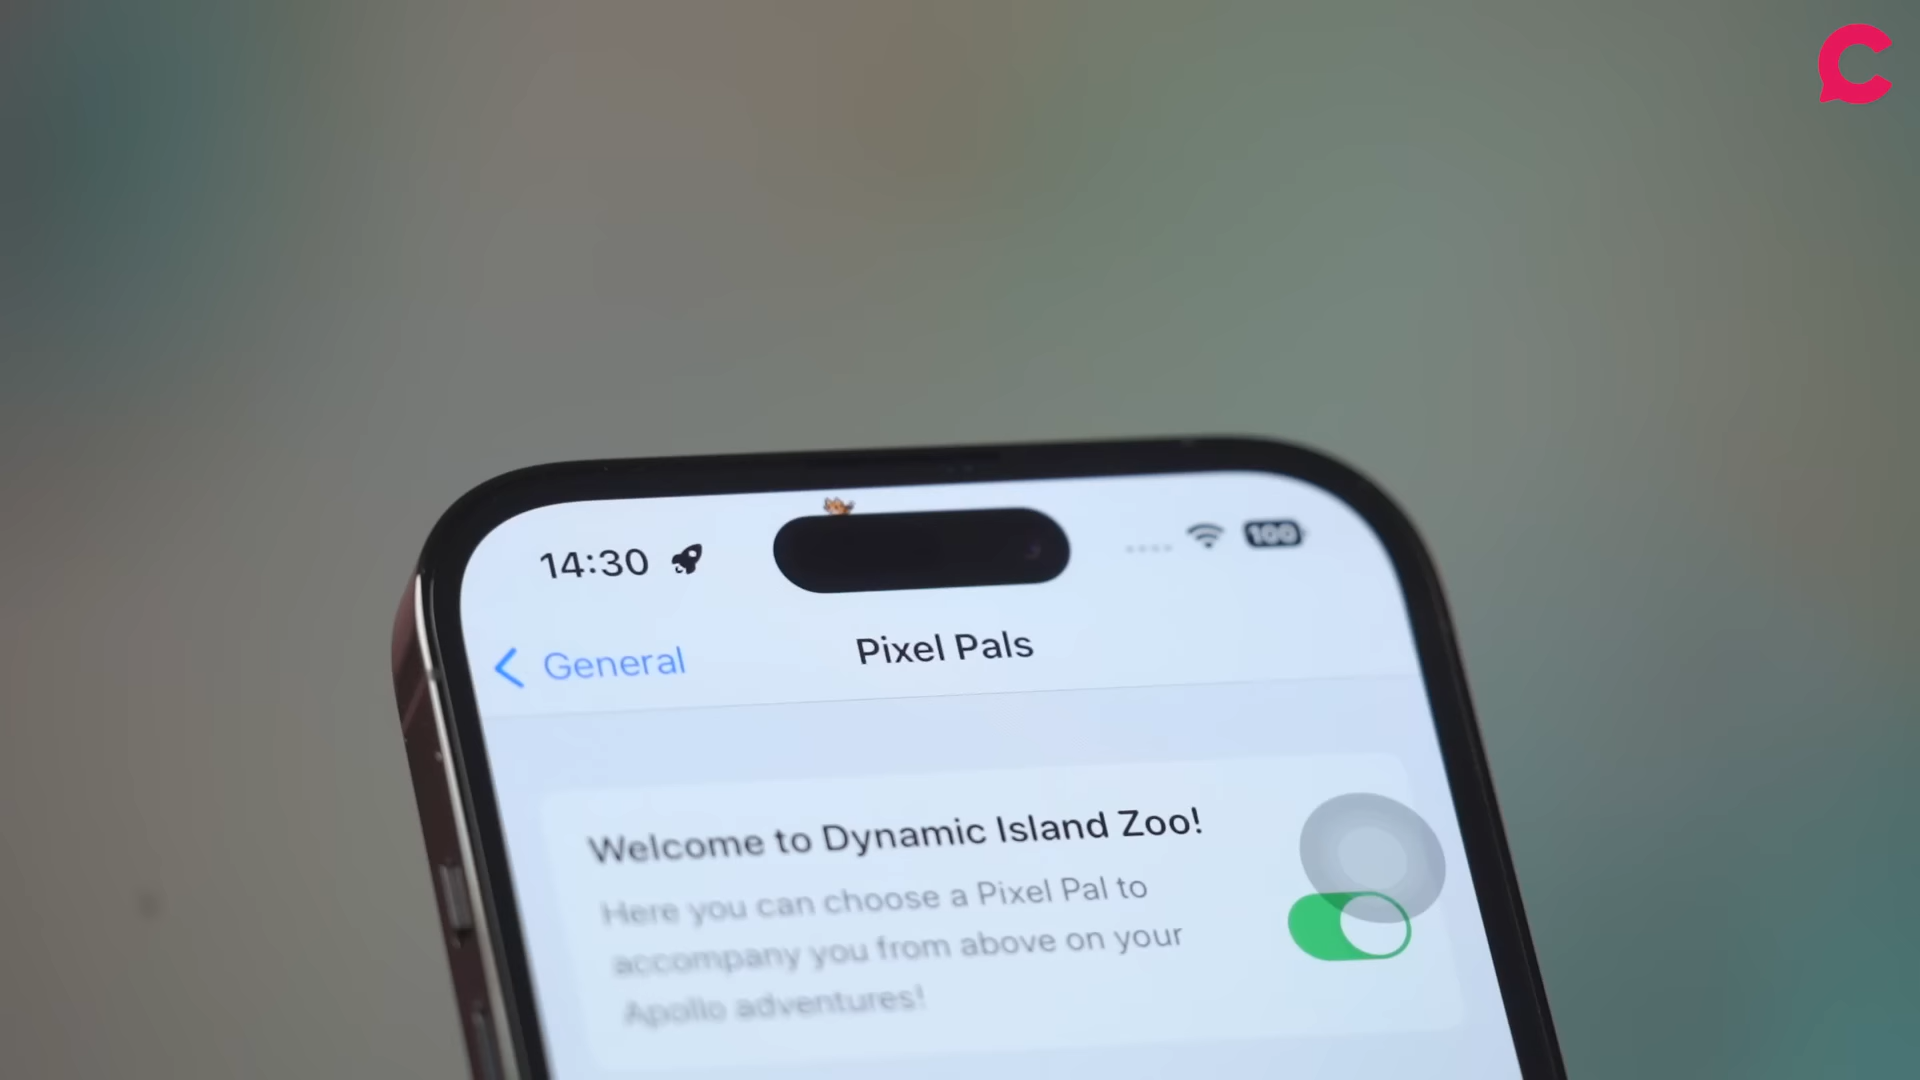 14:30
100
General
Pixel Pals
Welcome to Dynamic Island Zoo!
Here you can choose a Pixel Pal to
accompany you from above on your
Apollo adventures!